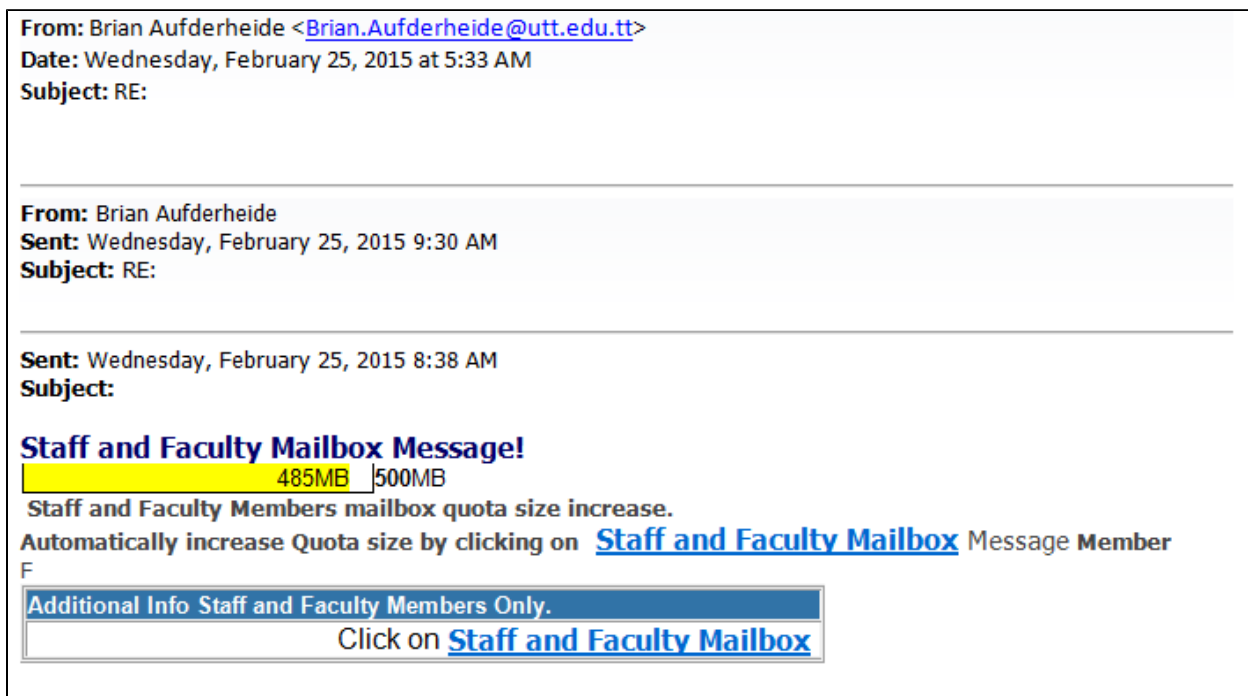 From: Brian Aufderheide <Brian.Aufderheide@utt.edu.tt>
Date: Wednesday, February 25, 2015 at 5:33 AM
Subject: RE:
From: Brian Aufderheide
Sent: Wednesday, February 25, 2015 9:30 AM
Subject: RE:
Sent: Wednesday, February 25, 2015 8:38 AM
Subject:
Staff and Faculty Mailbox Message!
485MB 500MB
Staff and Faculty Members mailbox quota size increase.
Automatically increase Quota size by clicking on Staff and Faculty Mailbox Message Member
F
Additional Info Staff and Faculty Members Only.
Click on Staff and Faculty Mailbox